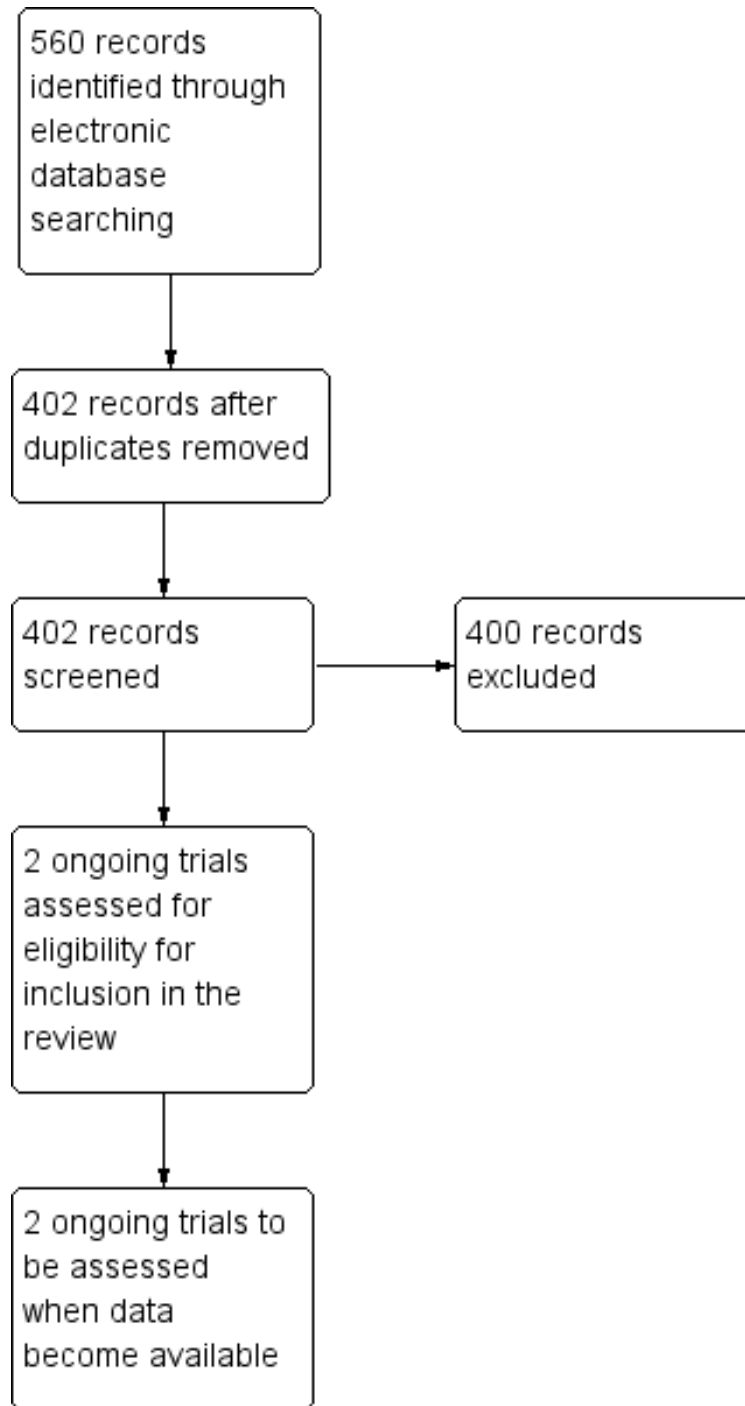 560 records
identified through
electronic
database
searching
402 records after
duplicates removed
402 records
screened
400 records
excluded
2 ongoing trials
assessed for
eligibility for
inclusion in the
review
2 ongoing trials to
be assessed
when data
become available